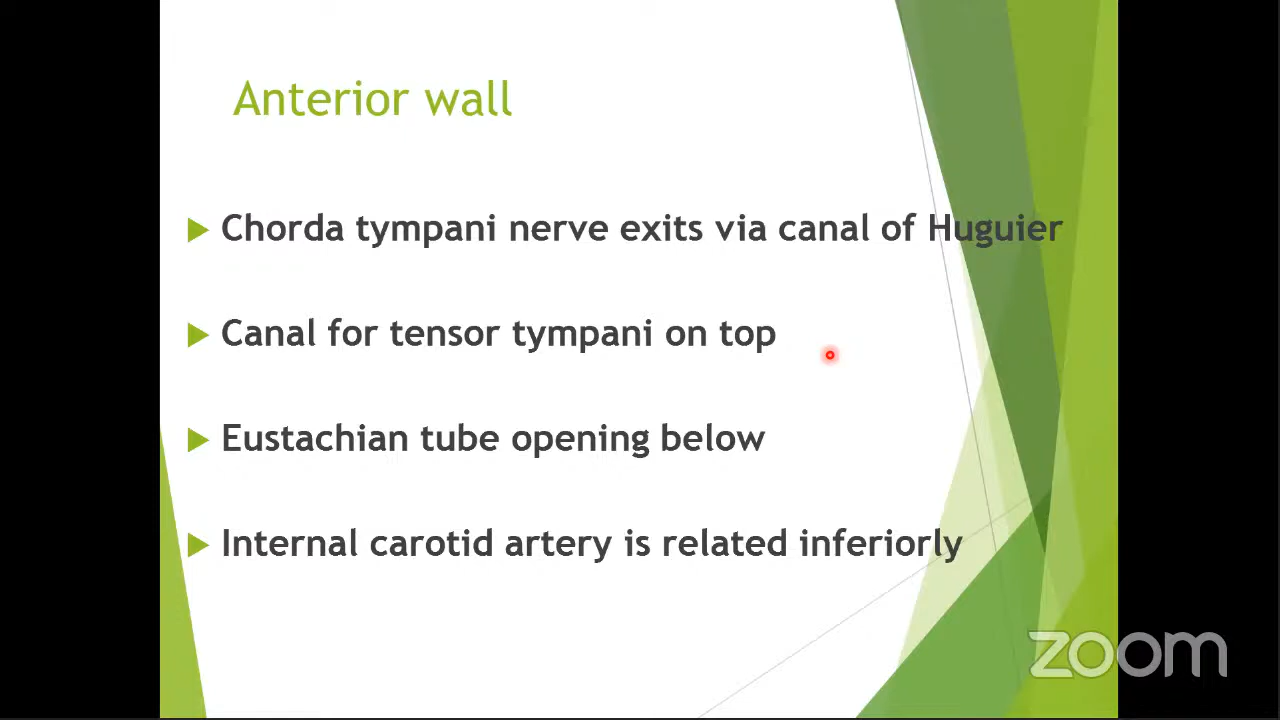 Anterior wall
Chorda tympani nerve exits via canal of Huguier
Canal for tensor tympani on top
Eustachian tube opening below
Internal carotid artery is related inferiorly
zoom